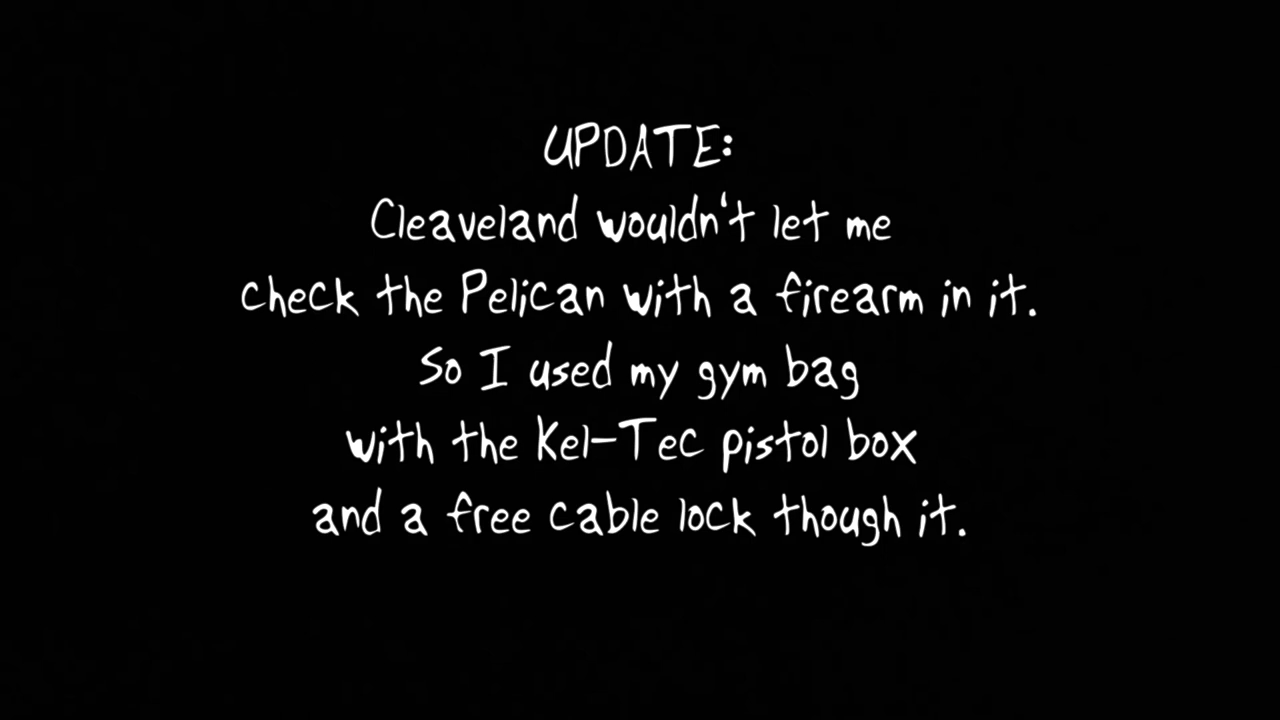 UPDATE:
Cleaveland wouldn't let me
check the Pelican with a firearm in it.
So I used my gym bag
with the Kel-Tec pistol box
and a free cable lock though it.